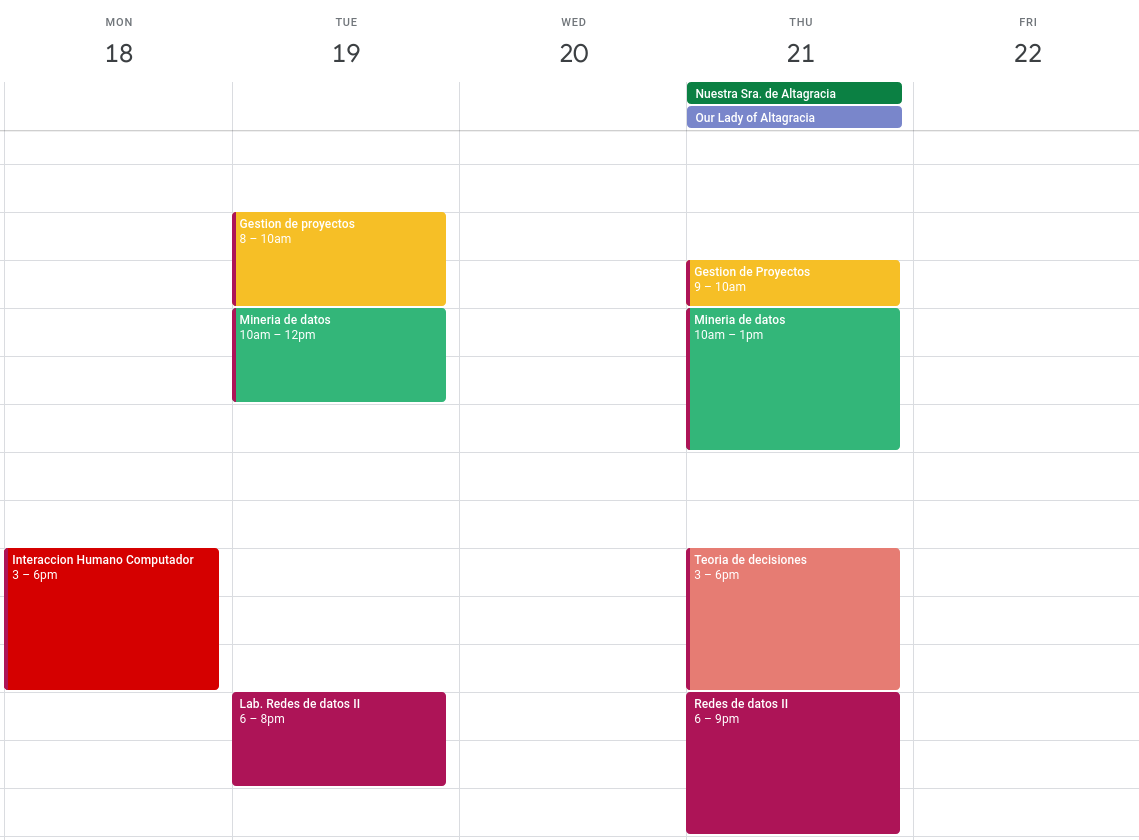 MON
18
TUE
19
WED
20
THU
21
FRI
22
Nuestra Sra. de Altagracia
Our Lady of Altagracia
Interaccion Humano Computador
3 – 6pm
Gestion de proyectos
8 – 10am
Mineria de datos
10am – 12pm
Lab. Redes de datos II
6 – 8pm
Gestion de Proyectos
9 – 10am
Mineria de datos
10am – 1pm
Teoria de decisiones
3 – 6pm
Redes de datos II
6 – 9pm